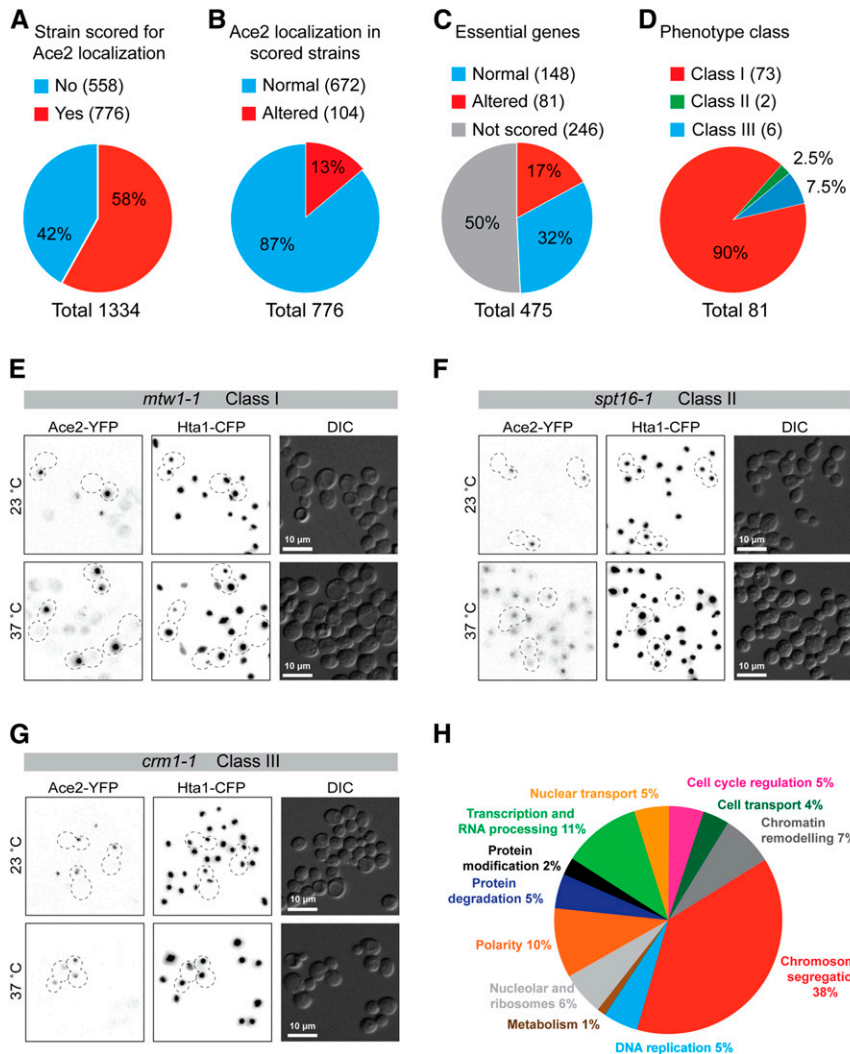 A
Strain scored for
Ace2 localization
No (558)
Yes (776)
58%
42%
Total 1334
B
Ace2 localization in
scored strains
Normal (672)
Altered (104)
13%
87%
Total 776
C
Essential genes
Normal (148)
Altered (81)
Not scored (246)
17%
50%
32%
Total 475
D
Phenotype class
Class I (73)
Class II (2)
Class III (6)
2.5%
7.5%
90%
Total 81
E
mtw1-1 Class I
Ace2-YFP Hta1-CFP DIC
23 °C
10 µm
37 °C
10 µm
F
spt16-1 Class II
Ace2-YFP Hta1-CFP DIC
23 °C
10 µm
37 °C
10 µm
G
crm1-1 Class III
Ace2-YFP Hta1-CFP DIC
23 °C
10 µm
37 °C
10 µm
H
Nuclear transport 5%
Cell cycle regulation 5%
Cell transport 4%
Chromatin
remodelling 7%
Transcription and
RNA processing 11%
Protein
modification 2%
Protein
degradation 5%
Polarity 10%
Chromosom
segregatio
38%
Nucleolar and
ribosomes 6%
Metabolism 1%
DNA replication 5%